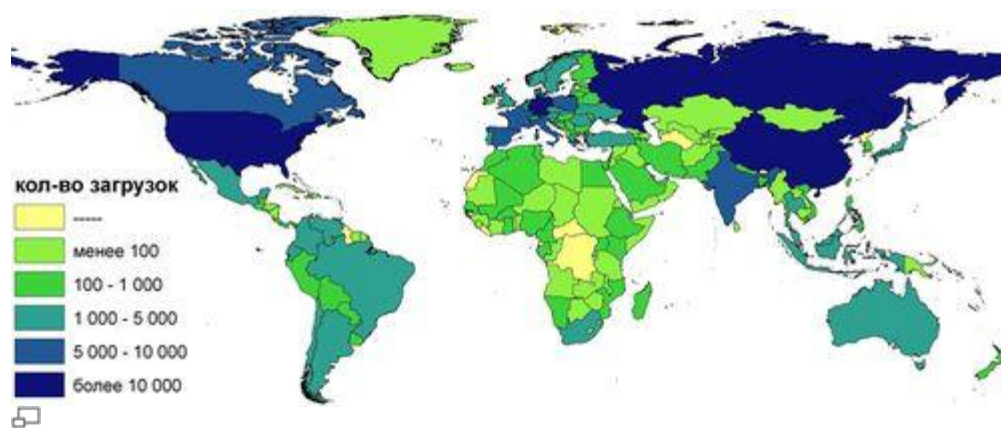 кол-во загрузок
-----
менее 100
100 - 1 000
1 000 - 5 000
5 000 - 10 000
более 10 000